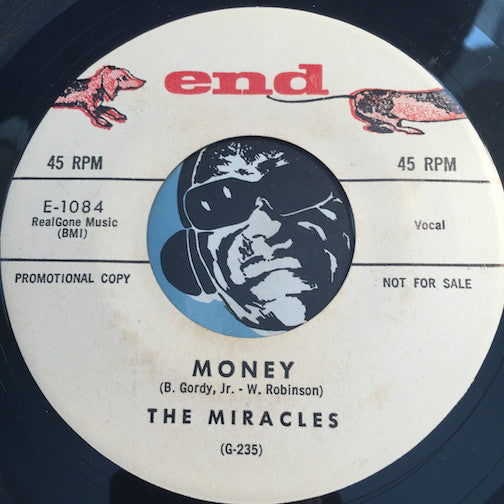 end
45 RPM
45 RPM
E-1084
RealGone Music
(BMI)
Vocal
PROMOTIONAL COPY
NOT FOR SALE
MONEY
(B. Gordy, Jr. - W. Robinson)
THE MIRACLES
(G-235)